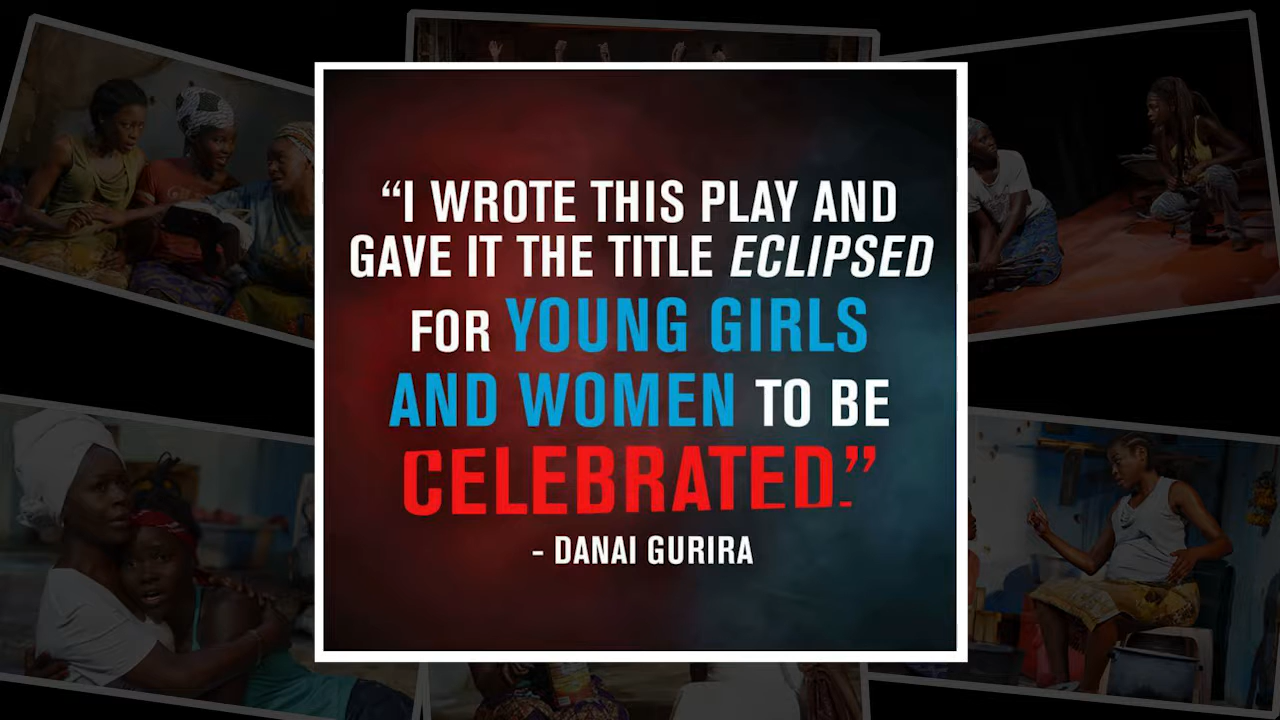 “I WROTE THIS PLAY AND
GAVE IT THE TITLE ECLIPSED
FOR YOUNG GIRLS
AND WOMEN TO BE
CELEBRATED.”
- DANAI GURIRA